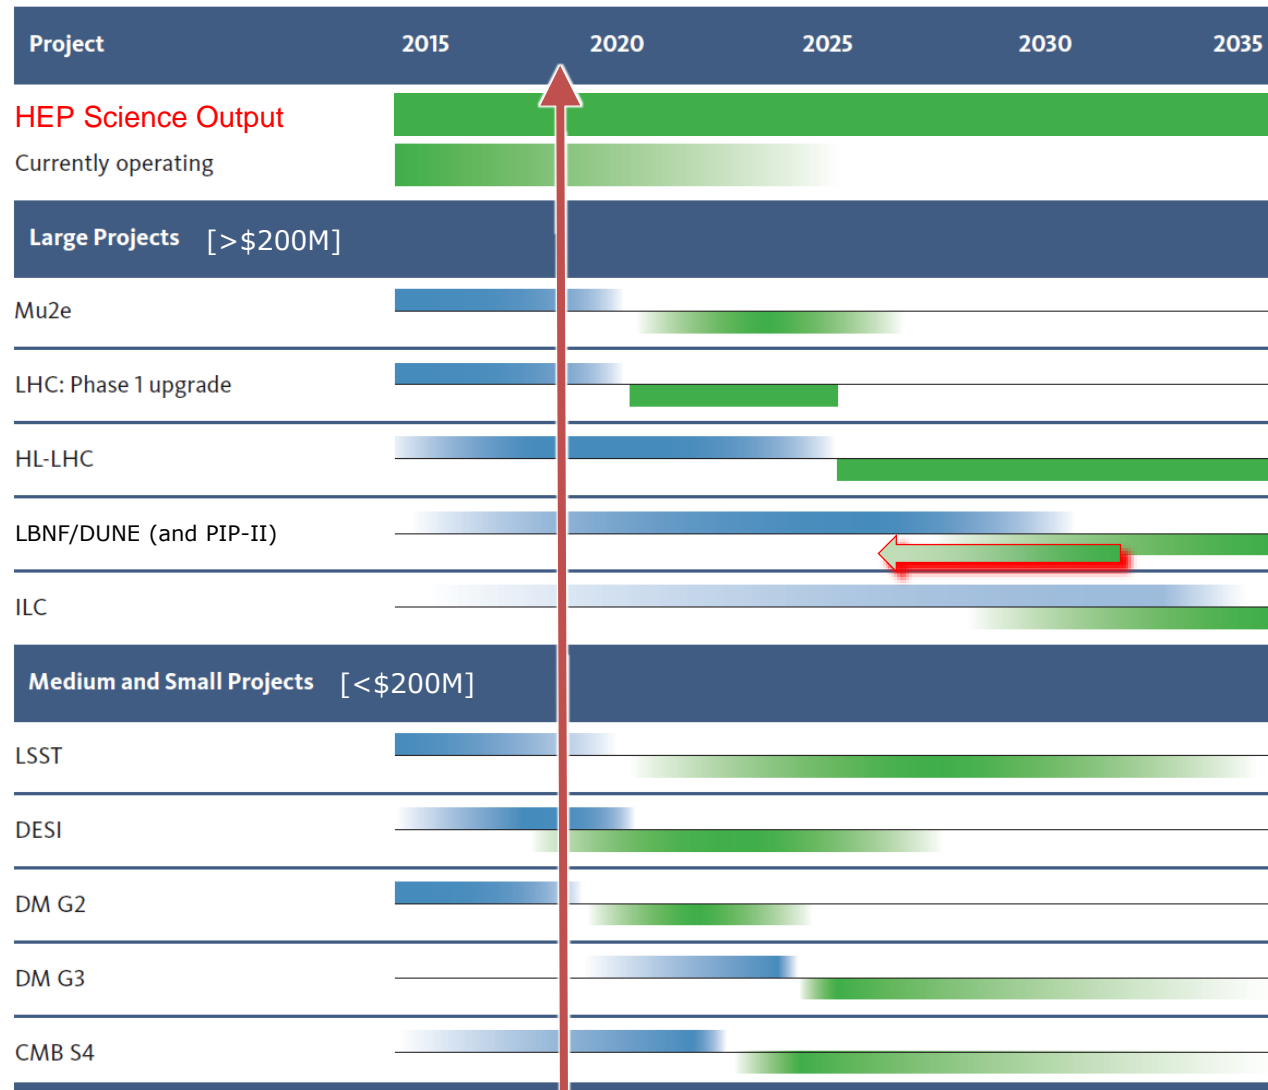 Project 2015 2020 2025 2030 2035
HEP Science Output
Currently operating
Large Projects [>$200M]
Mu2e
LHC: Phase 1 upgrade
HL-LHC
LBNF/DUNE (and PIP-II)
ILC
Medium and Small Projects [<$200M]
LSST
DESI
DM G2
DM G3
CMB S4